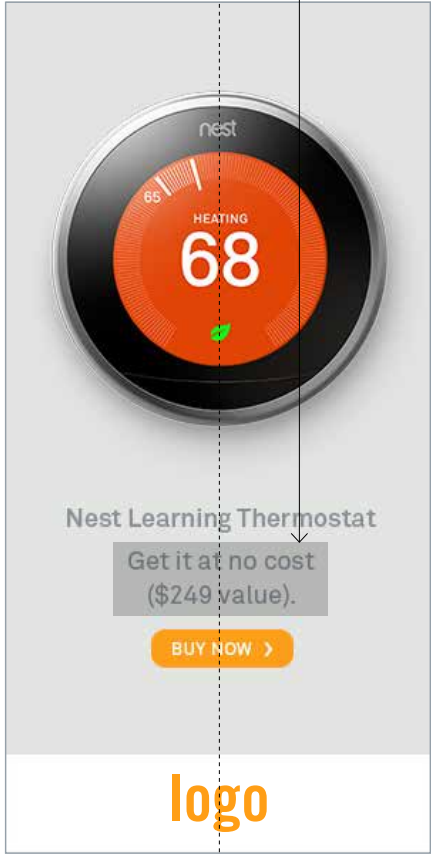 nest
65
HEATING
68
Nest Learning Thermostat
Get it at no cost
($249 value).
BUY NOW ❯
logo